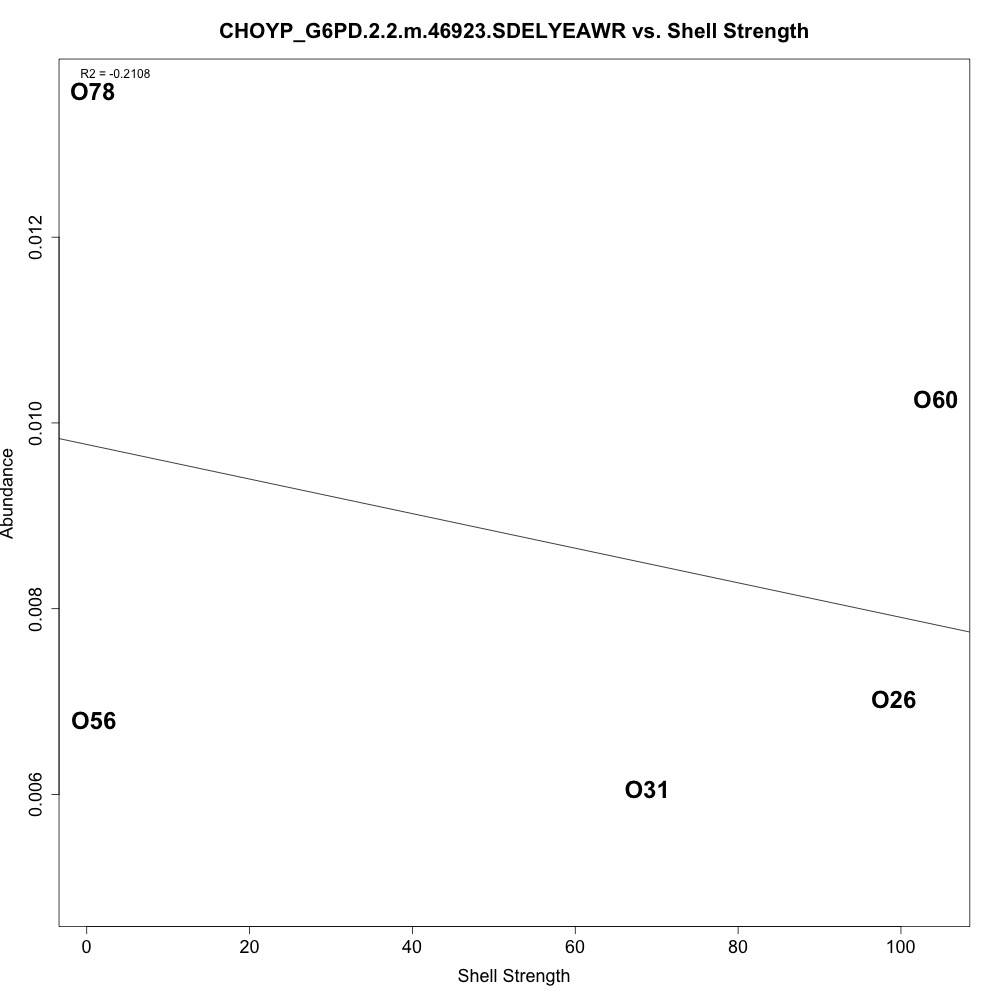 CHOYP_G6PD.2.2.m.46923.SDELYEAWR vs. Shell Strength
R2 = -0.2108
O78
0.012
O60
0.010
Abundance
0.008
O26
O56
0.006
O31
0 20 40 60 80 100
Shell Strength